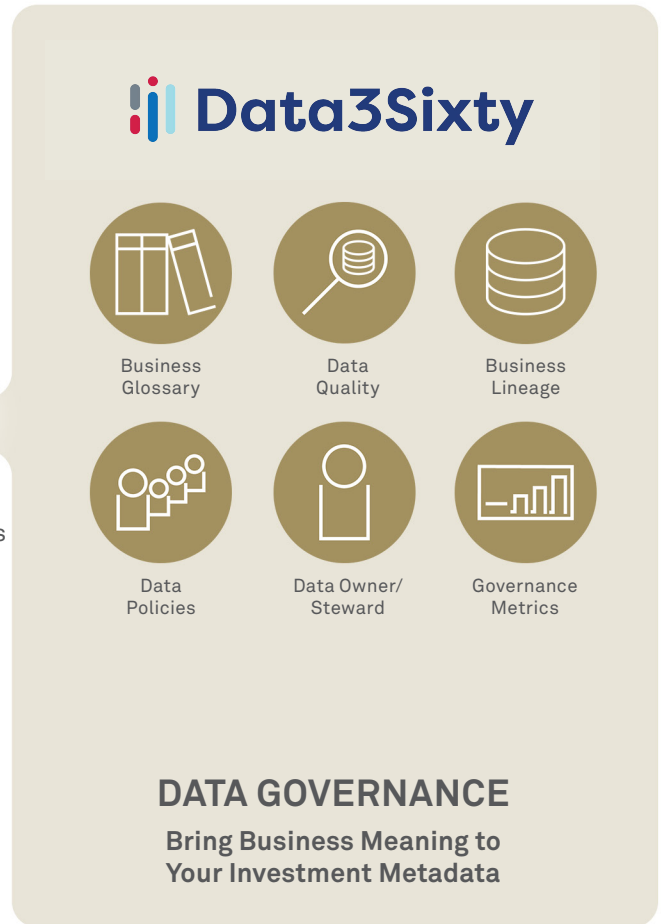 Data3Sixty
Business
Glossary
Data
Quality
Business
Lineage
Data
Policies
Data Owner/
Steward
Governance
Metrics
s
DATA GOVERNANCE
Bring Business Meaning to
Your Investment Metadata